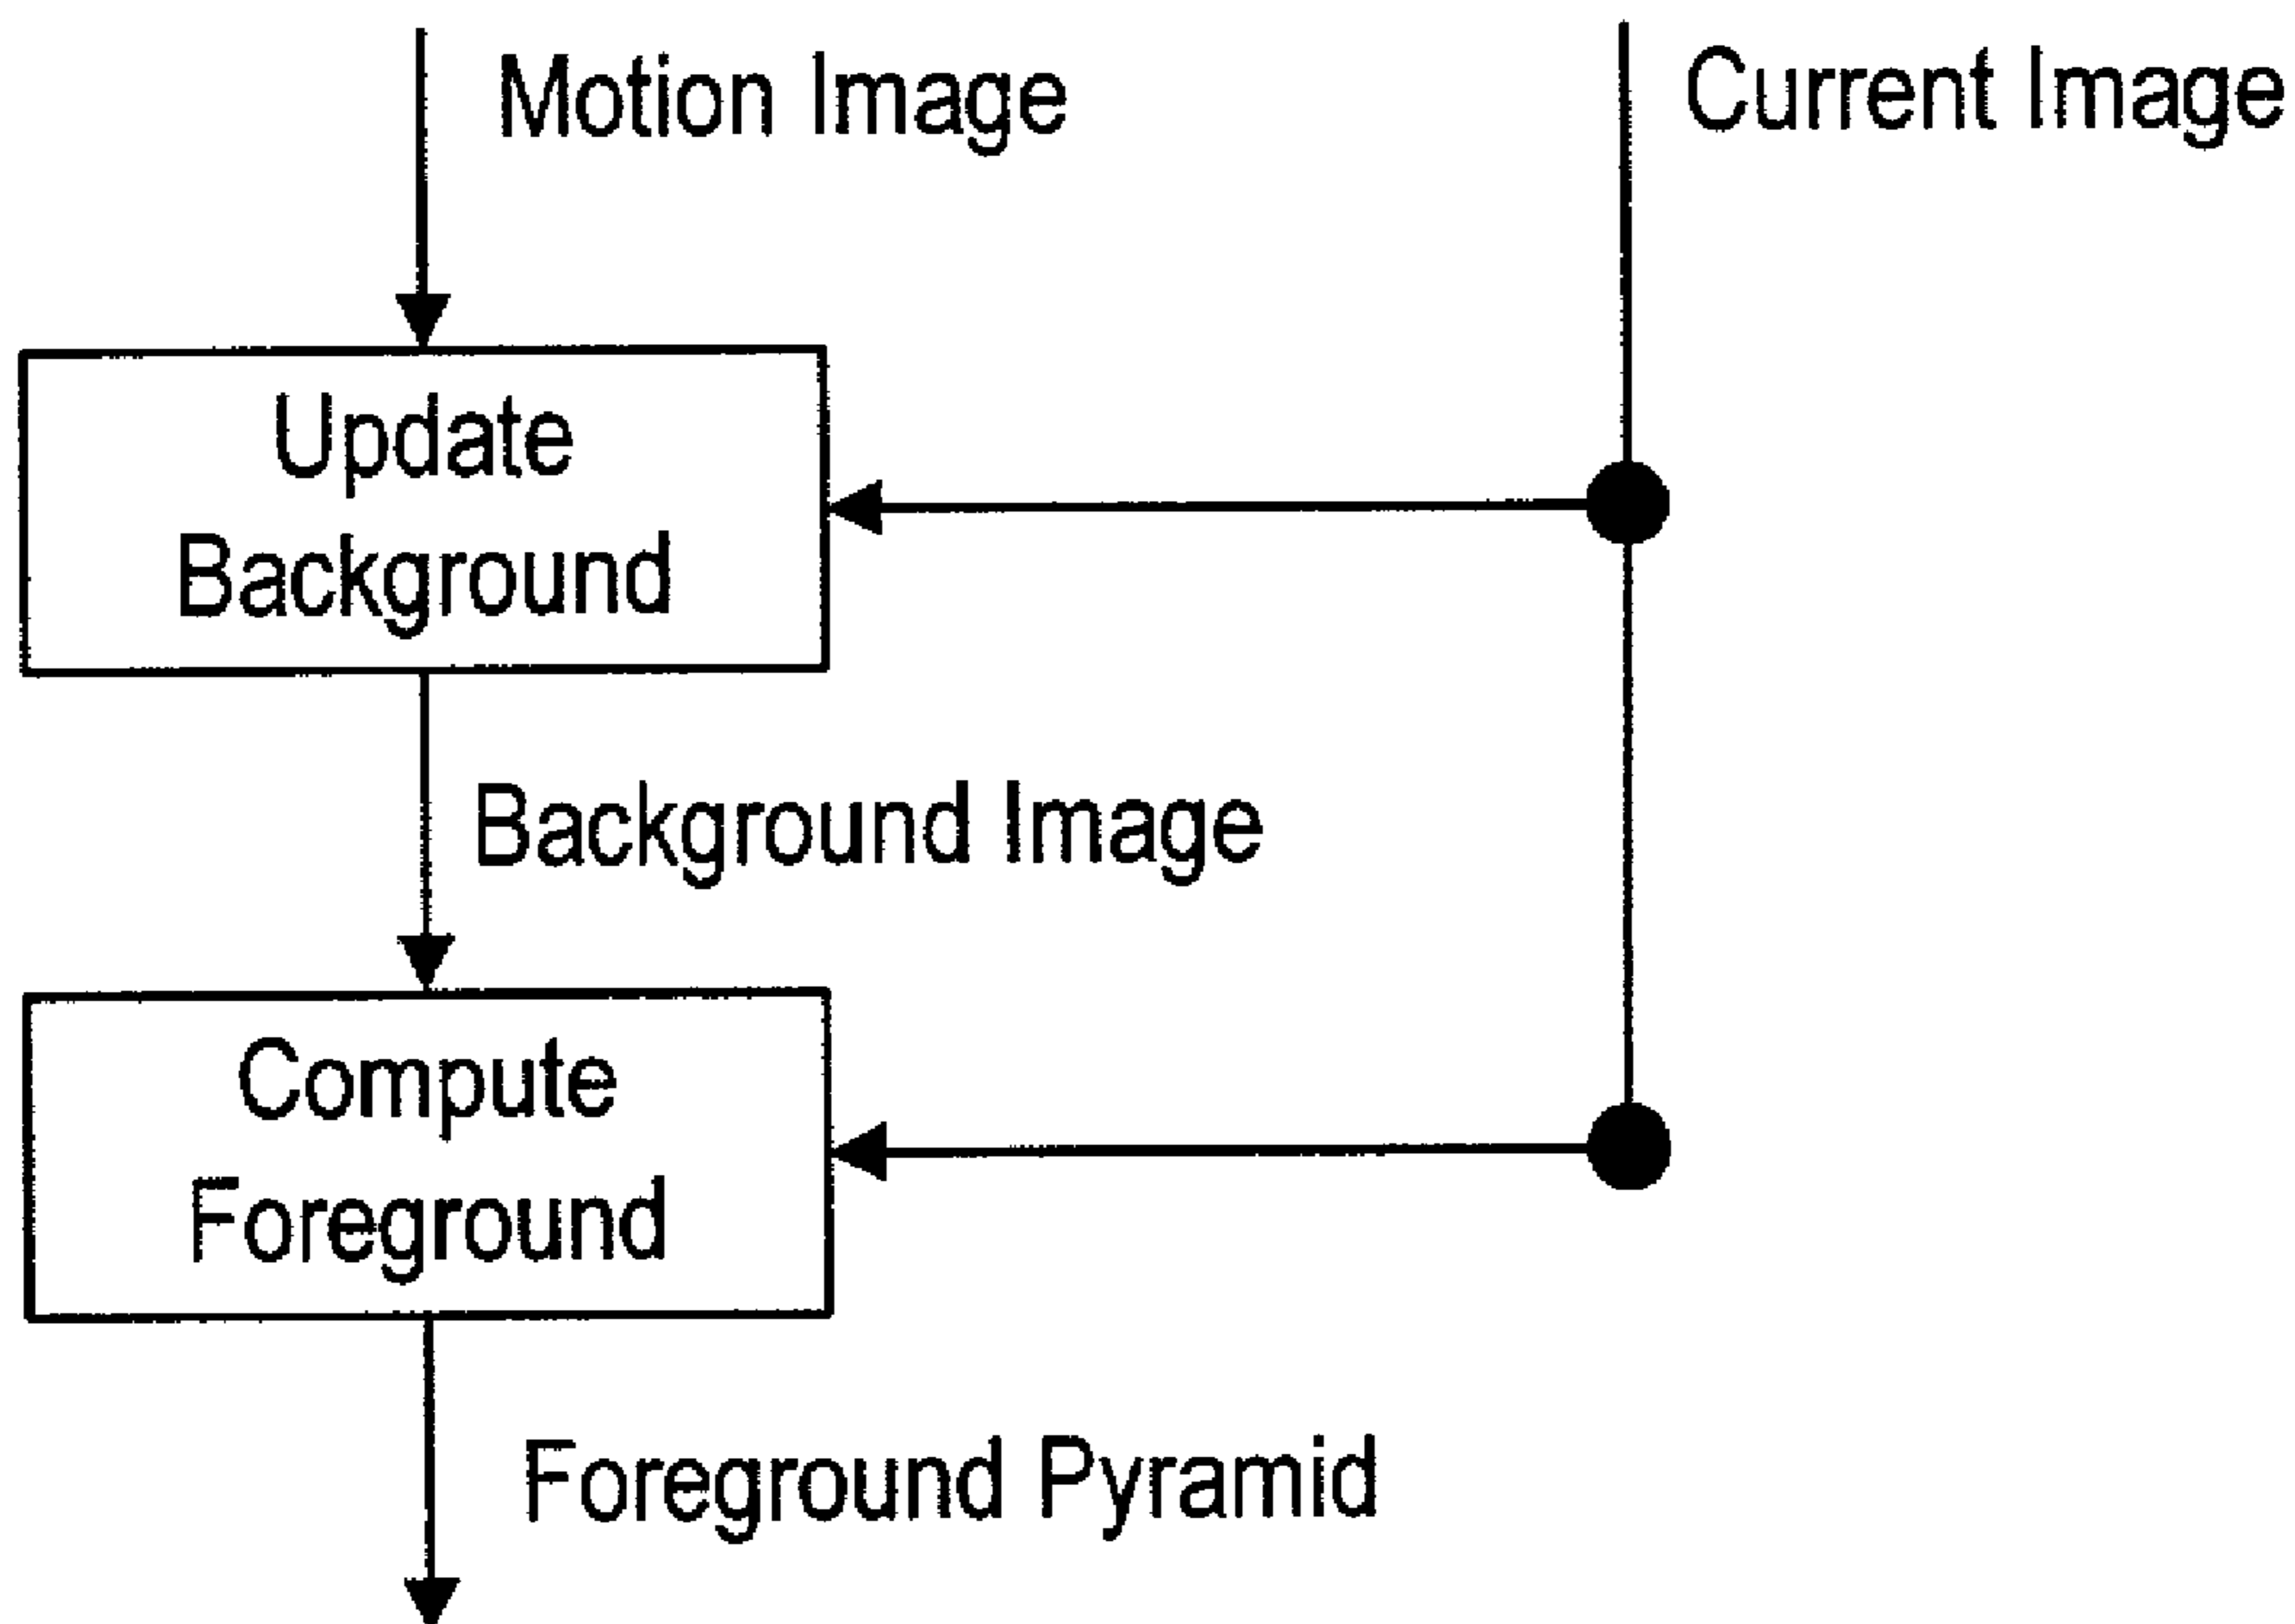 Motion Image
Current Image
Update
Background
Background Image
Compute
Foreground
Foreground Pyramid